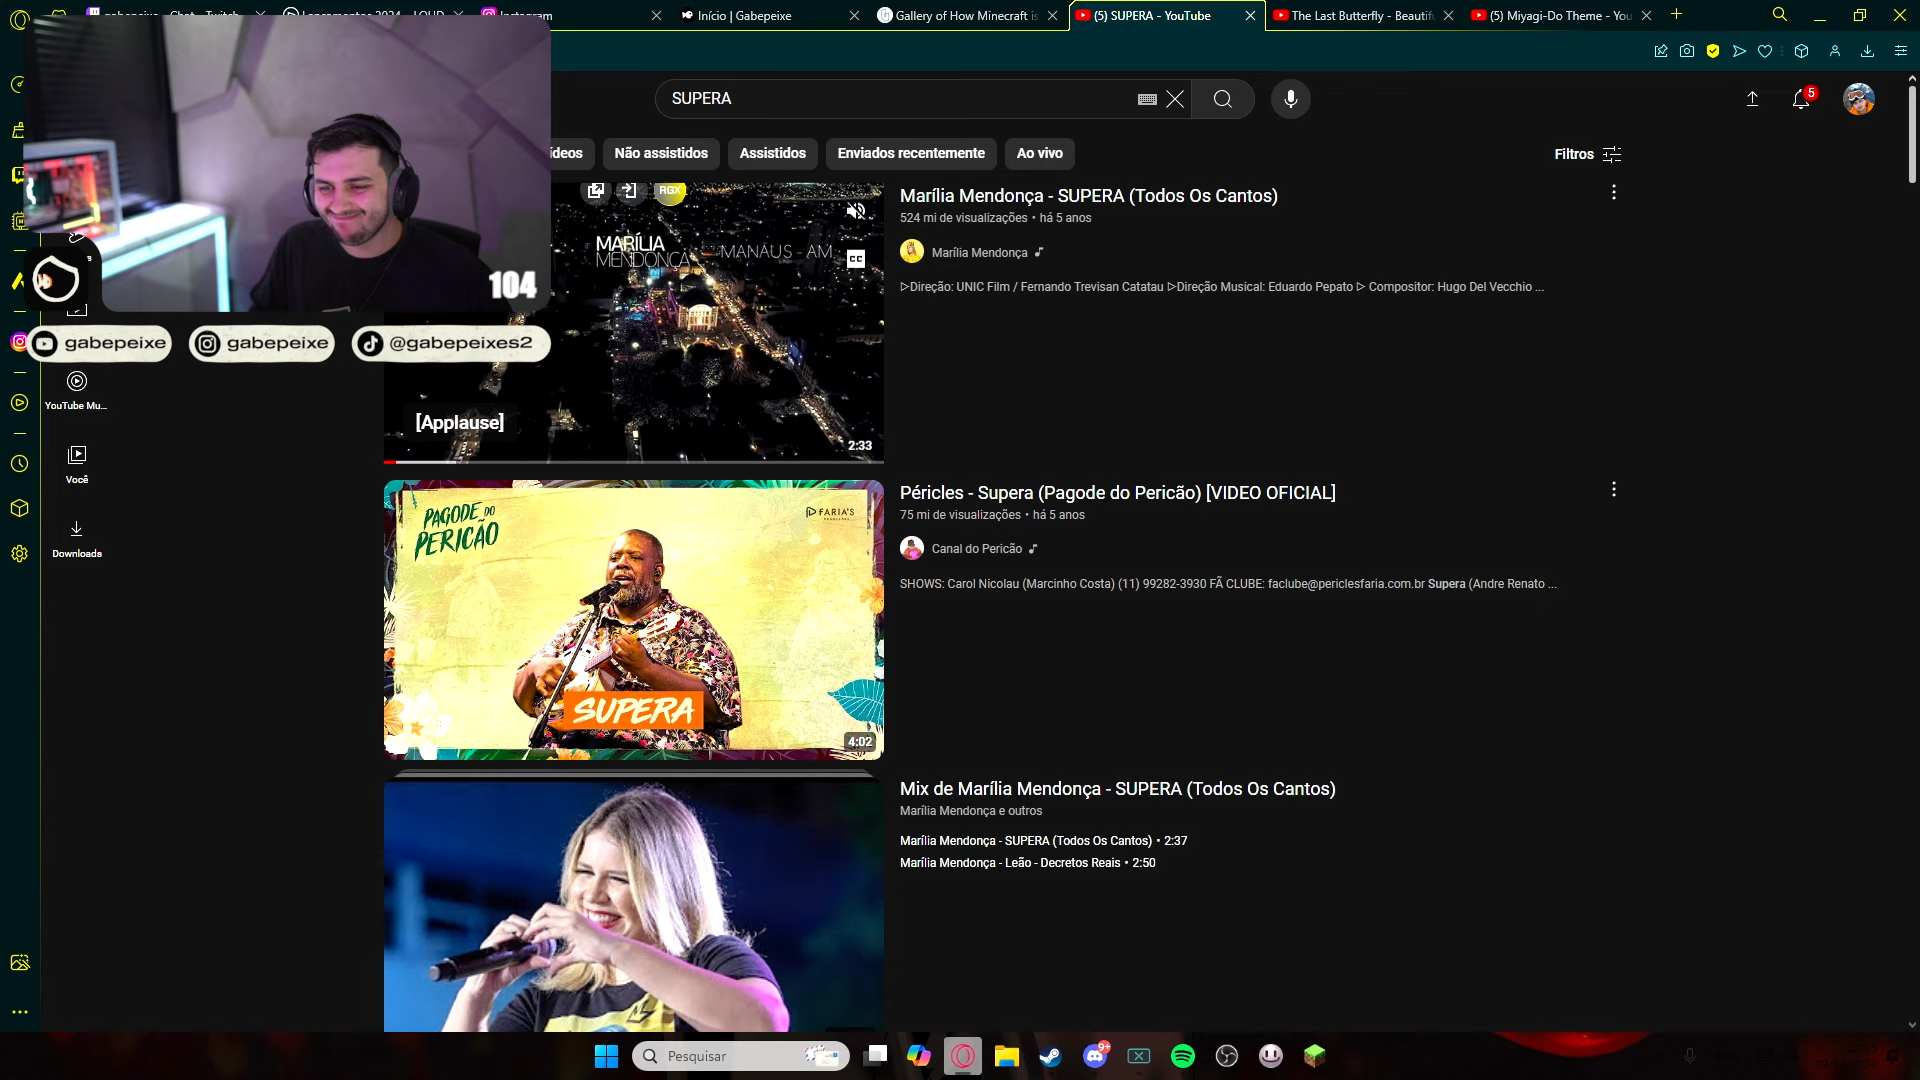 Início | Gabepeixe
Gallery of How Minecraft is
(5) SUPERA - YouTube
The Last Butterfly - Beautifu
(5) Miyagi-Do Theme - You
SUPERA
5
Não assistidos
Assistidos
Enviados recentemente
Ao vivo
Filtros
104
gabepeixe
gabepeixe
@gabepeixes2
RGX
MARÍLIA
MENDONÇA
MANAUS - AM
CC
[Applause]
2:33
Marília Mendonça - SUPERA (Todos Os Cantos)
524 mi de visualizações • há 5 anos
Marília Mendonça
▷Direção: UNIC Film / Fernando Trevisan Catatau ▷Direção Musical: Eduardo Pepato ▷ Compositor: Hugo Del Vecchio ...
YouTube Mu...
Você
Downloads
PAGODE DO
PERICÃO
FARIA'S
SUPERA
4:02
Péricles - Supera (Pagode do Pericão) [VIDEO OFICIAL]
75 mi de visualizações • há 5 anos
Canal do Pericão
SHOWS: Carol Nicolau (Marcinho Costa) (11) 99282-3930 FÃ CLUBE: faclube@periclesfaria.com.br Supera (Andre Renato ...
Mix de Marília Mendonça - SUPERA (Todos Os Cantos)
Marília Mendonça e outros
Marília Mendonça - SUPERA (Todos Os Cantos) • 2:37
Marília Mendonça - Leão - Decretos Reais • 2:50
Pesquisar
9+